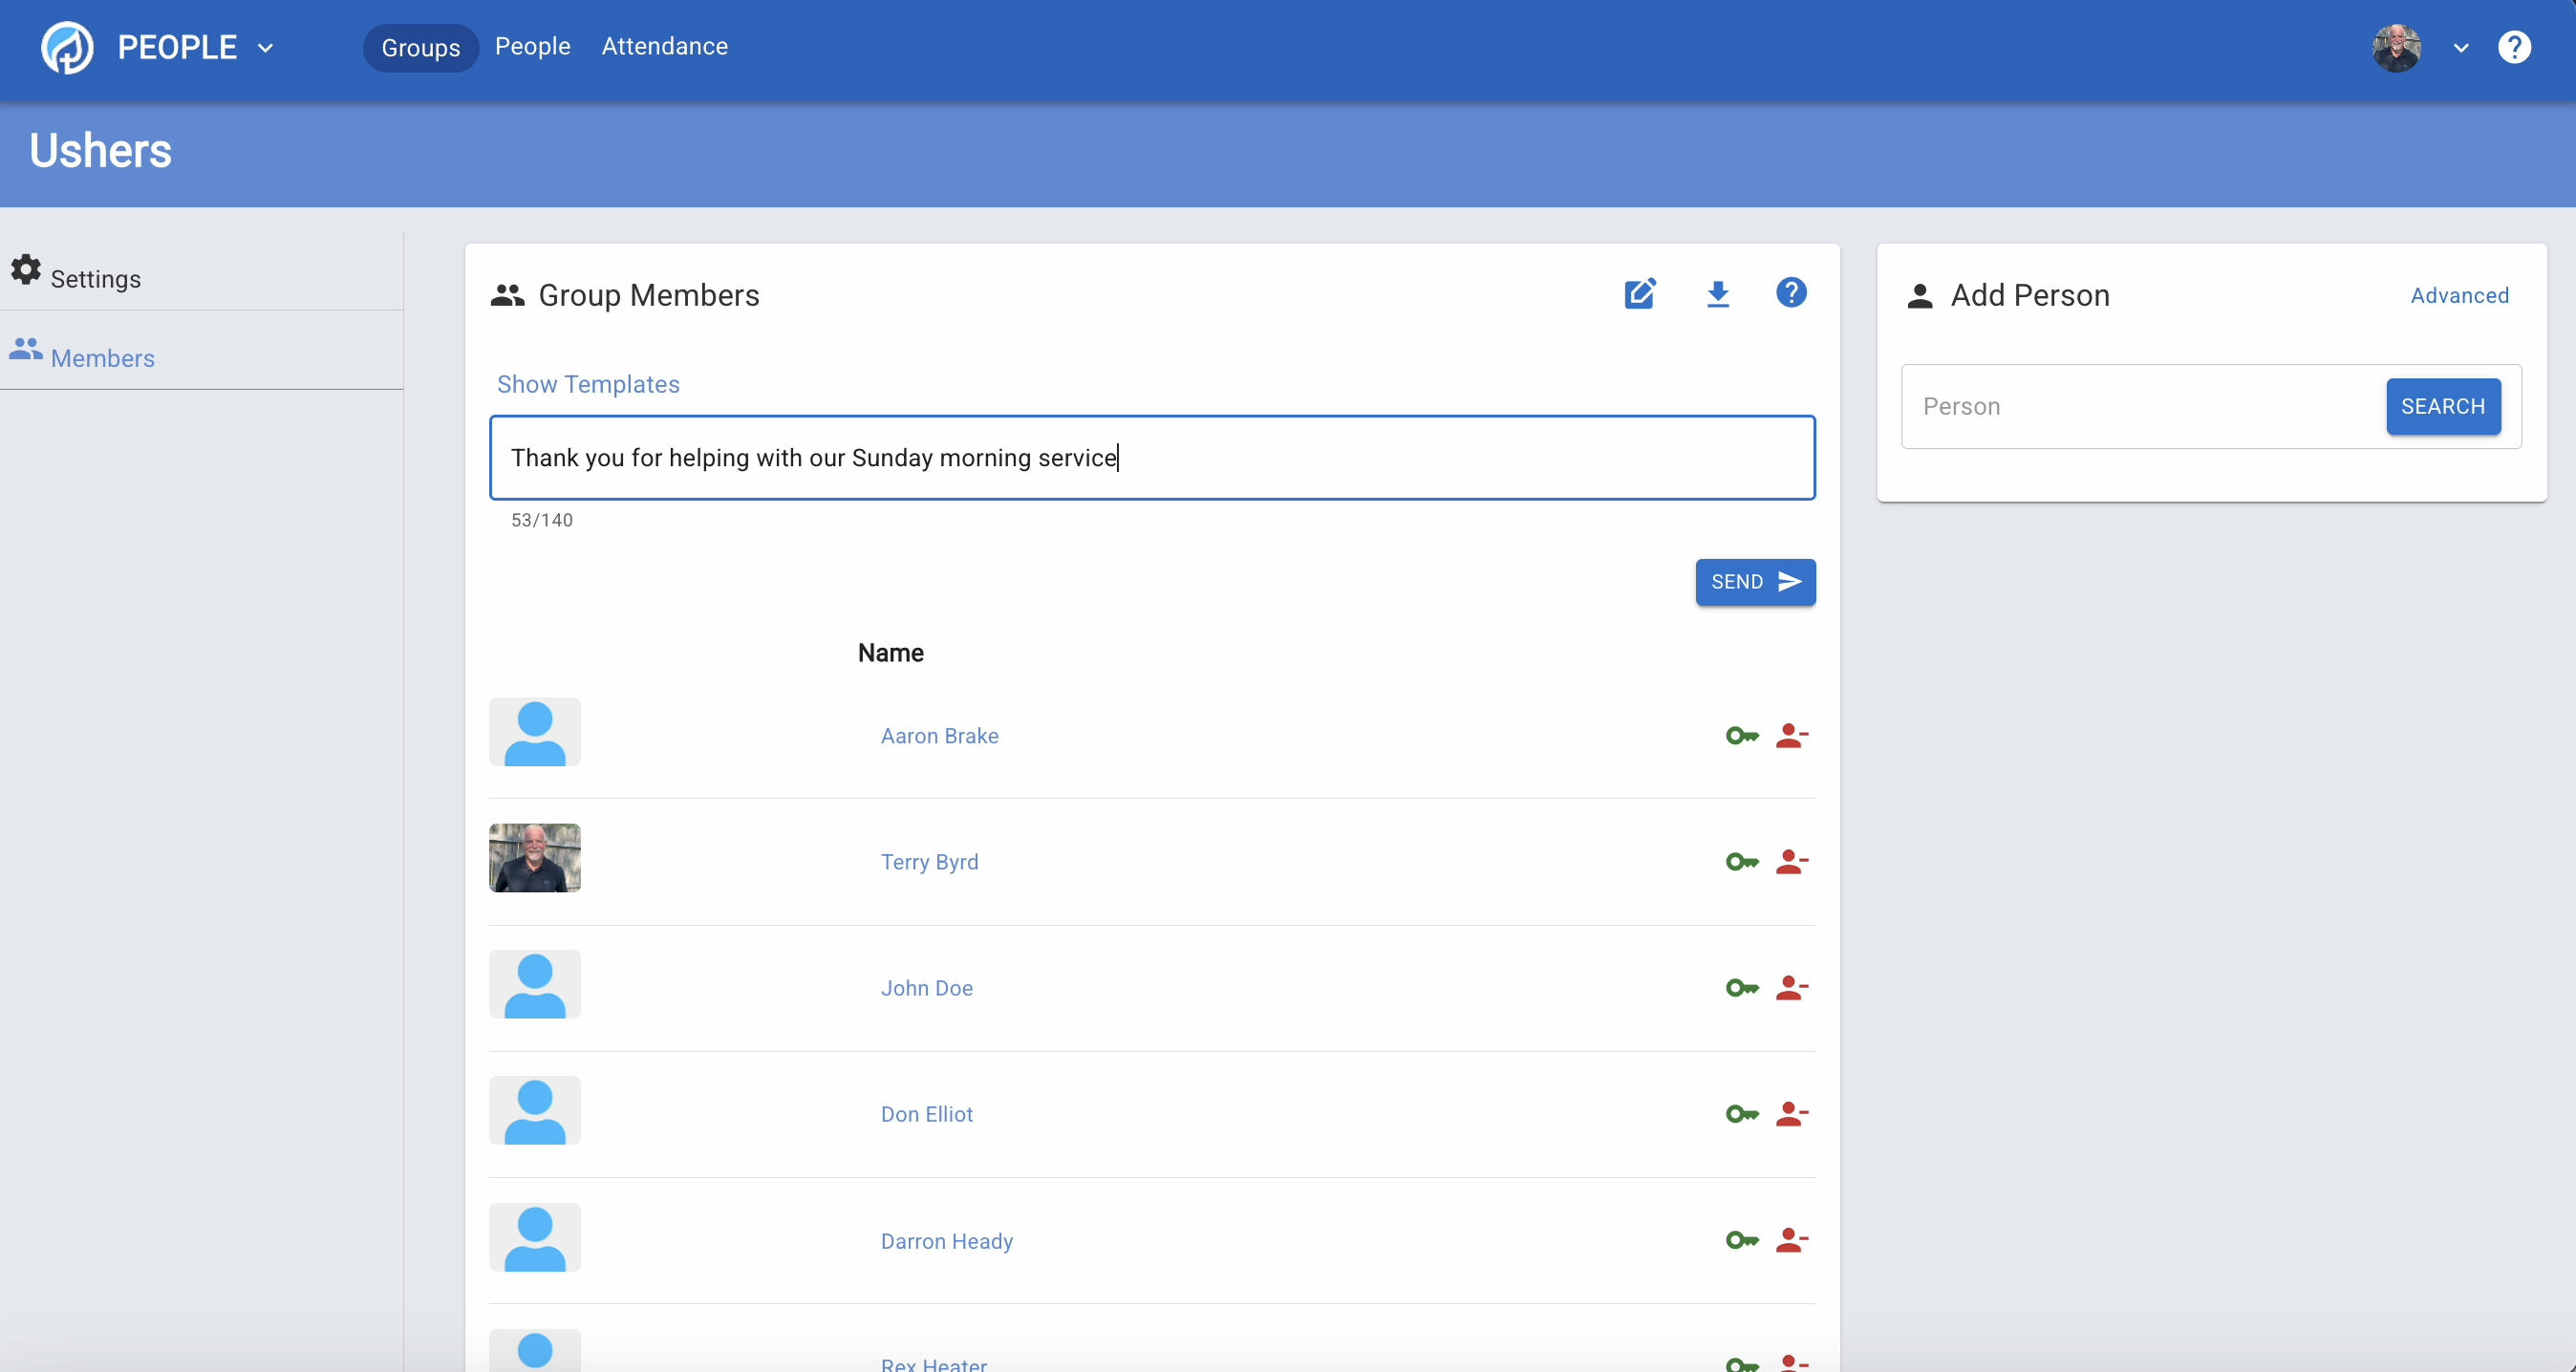 PEOPLE
Groups People Attendance
Ushers
Settings
Members
Group Members
Show Templates
Thank you for helping with our Sunday morning service
53/140
SEND
Name
Aaron Brake
Terry Byrd
John Doe
Don Elliot
Darron Heady
Rex Heater
Add Person
Advanced
Person
SEARCH